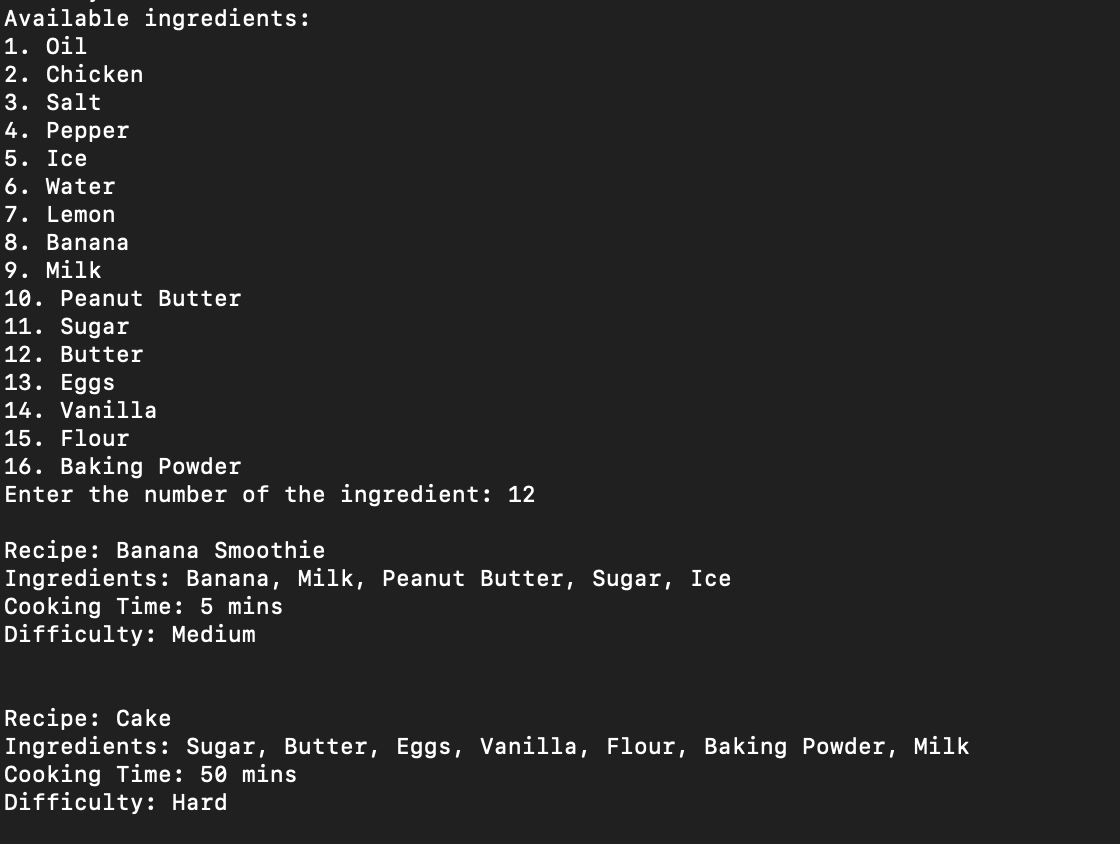 Available ingredients:
1. Oil
2. Chicken
3. Salt
4. Pepper
5. Ice
6. Water
7. Lemon
8. Banana
9. Milk
10. Peanut Butter
11. Sugar
12. Butter
13. Eggs
14. Vanilla
15. Flour
16. Baking Powder
Enter the number of the ingredient: 12
Recipe: Banana Smoothie
Ingredients: Banana, Milk, Peanut Butter, Sugar, Ice
Cooking Time: 5 mins
Difficulty: Medium
Recipe: Cake
Ingredients: Sugar, Butter, Eggs, Vanilla, Flour, Baking Powder, Milk
Cooking Time: 50 mins
Difficulty: Hard